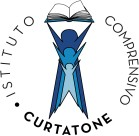 ISTITUTO
COMPRENSIVO
• CURTATONE •